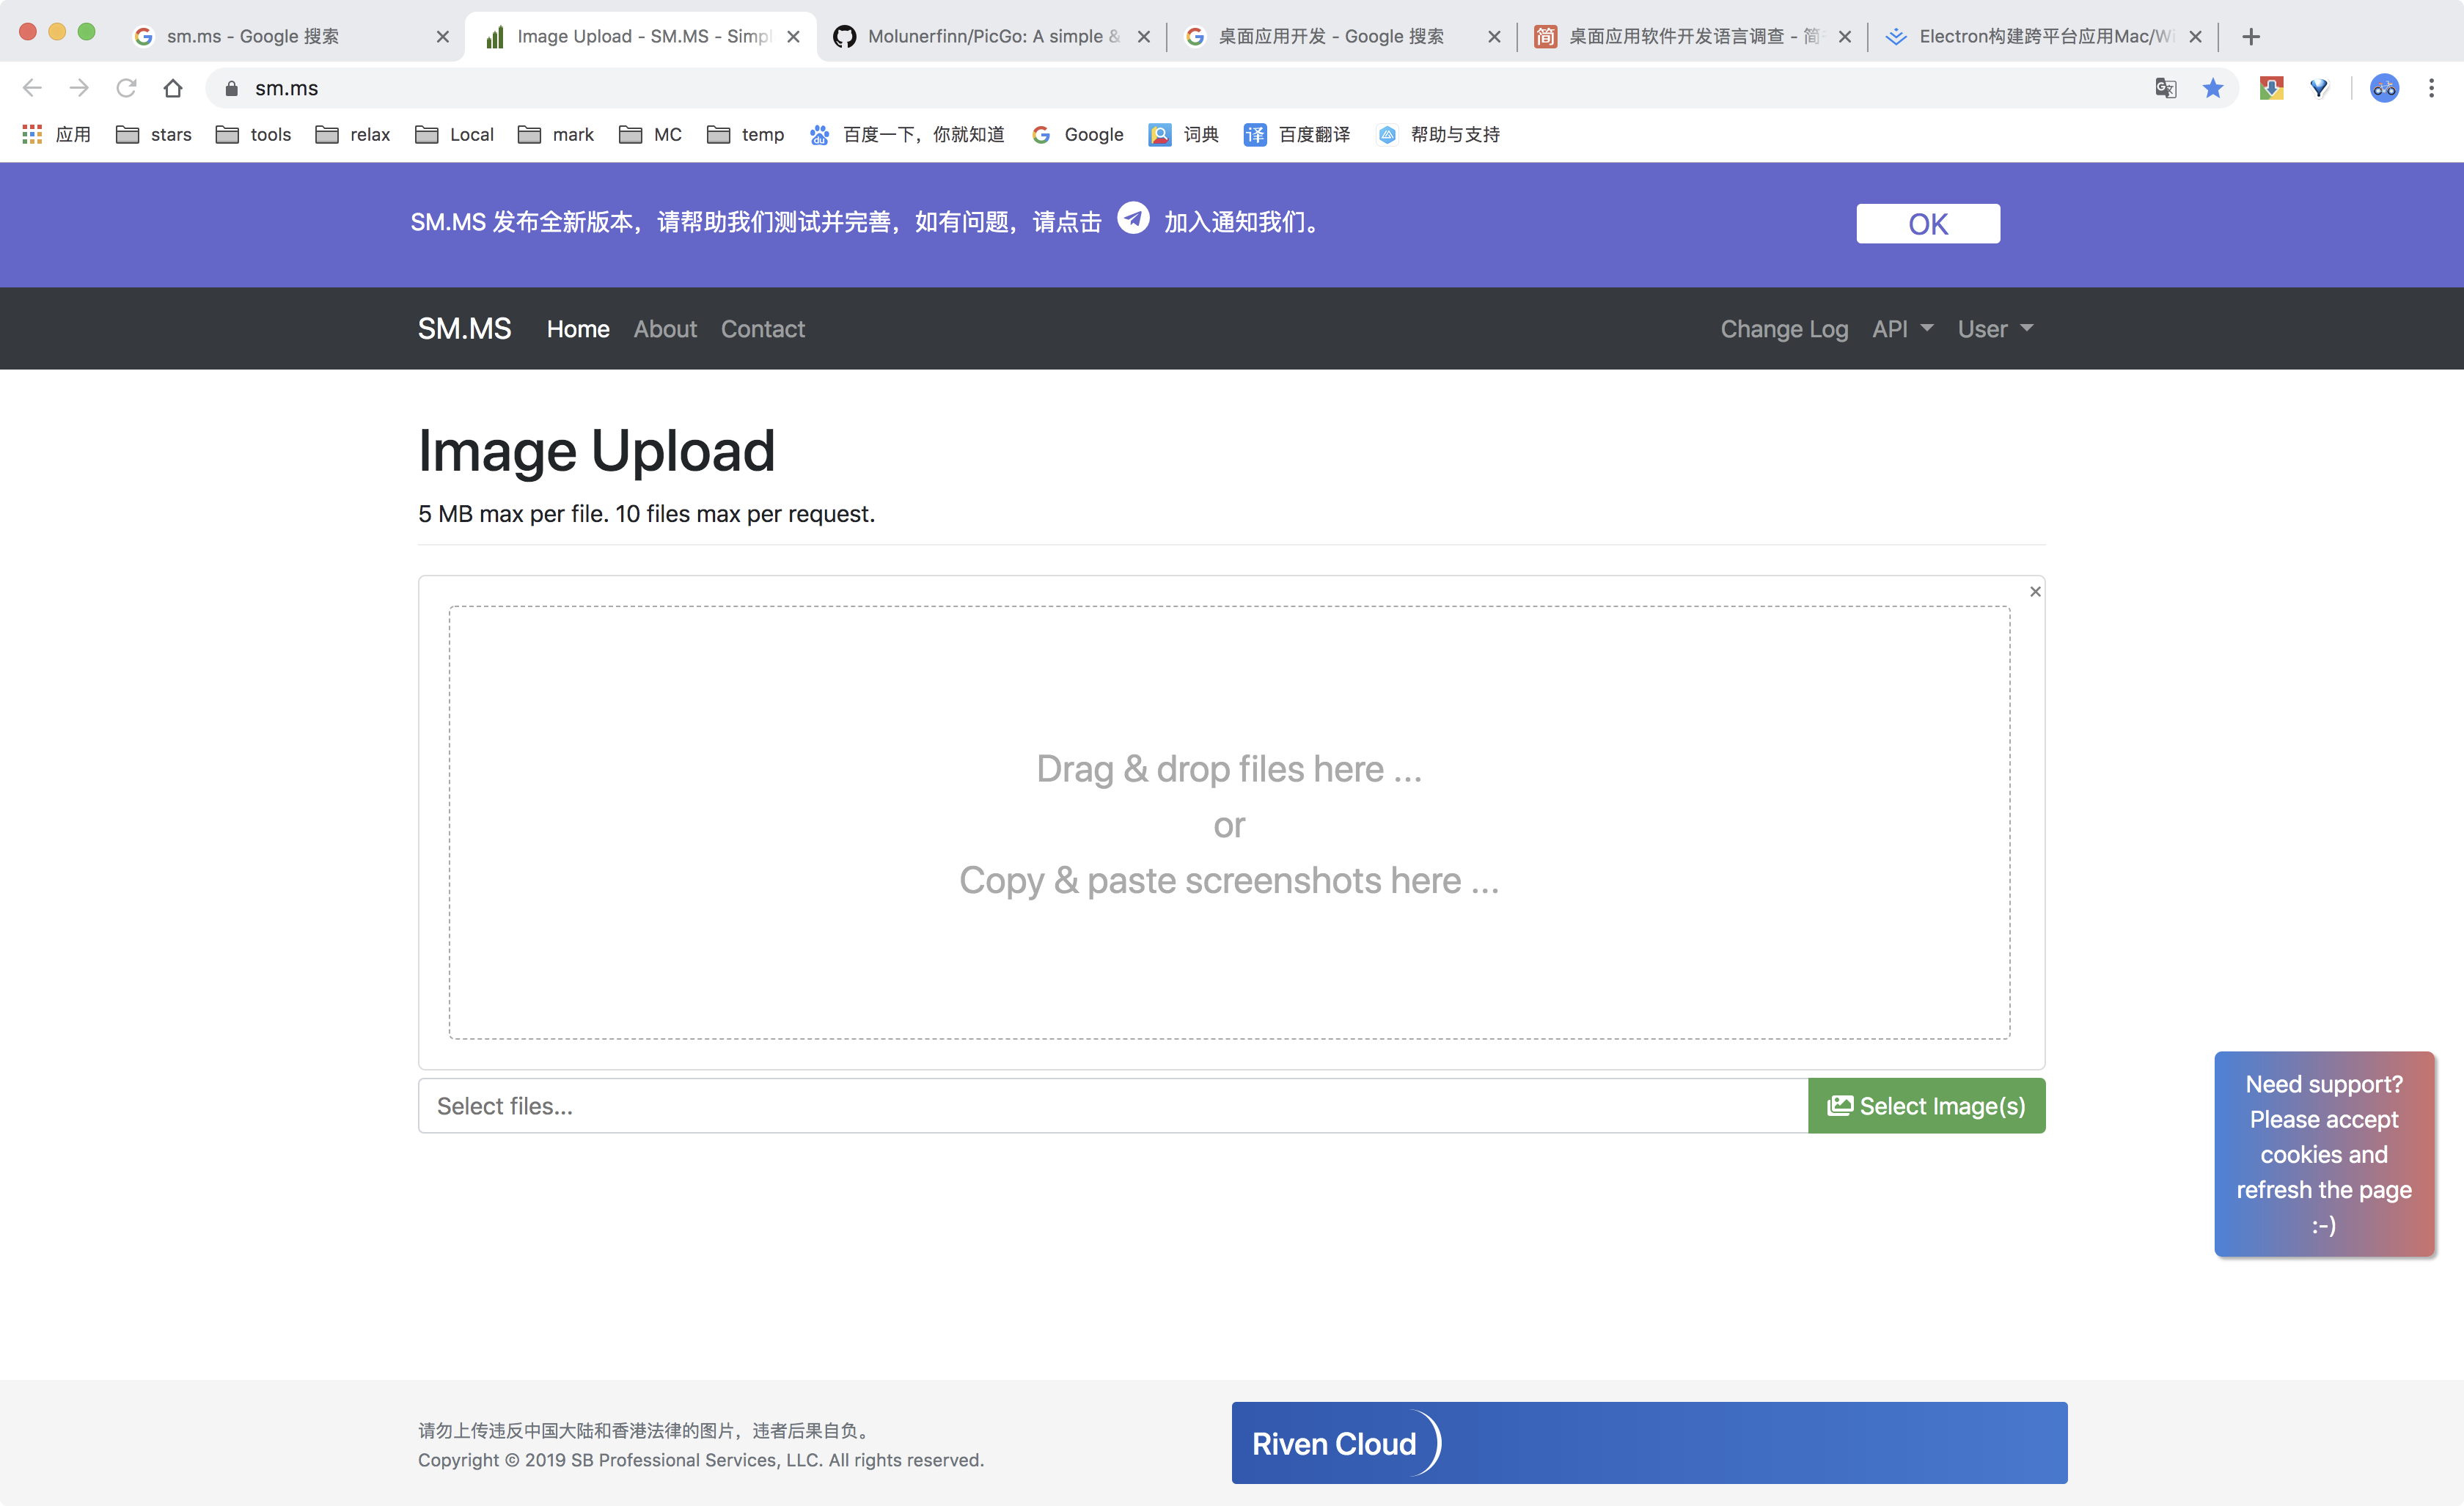 sm.ms - Google 搜索
Image Upload - SM.MS - Simpl
Molunerfinn/PicGo: A simple &
桌面应用开发 - Google 搜索
简
桌面应用软件开发语言调查 - 简
Electron构建跨平台应用Mac/Wi
sm.ms
应用 stars tools relax Local mark MC temp 百度一下，你就知道 Google 词典 译 百度翻译 帮助与支持
SM.MS 发布全新版本，请帮助我们测试并完善，如有问题，请点击 加入通知我们。
OK
SM.MS Home About Contact Change Log API User
Image Upload
5 MB max per file. 10 files max per request.
Drag & drop files here ...
or
Copy & paste screenshots here ...
Select files...
Select Image(s)
Need support?
Please accept
cookies and
refresh the page
:-)
请勿上传违反中国大陆和香港法律的图片，违者后果自负。
Copyright © 2019 SB Professional Services, LLC. All rights reserved.
Riven Cloud